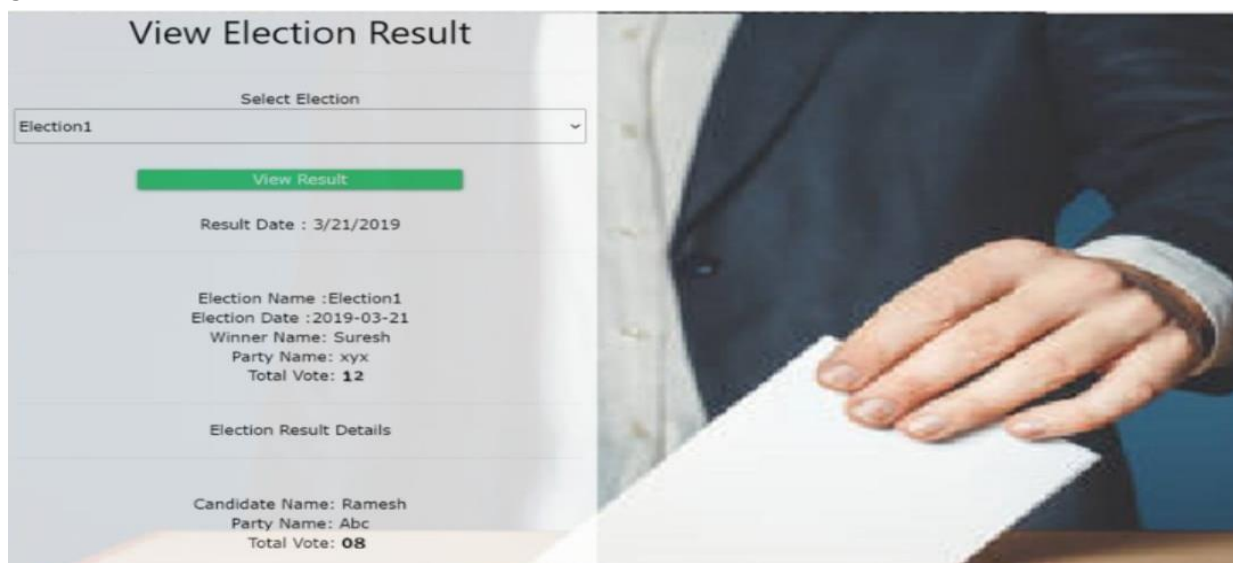 View Election Result
Select Election
Election1
View Result
Result Date : 3/21/2019
Election Name :Election1
Election Date :2019-03-21
Winner Name: Suresh
Party Name: xyx
Total Vote: 12
Election Result Details
Candidate Name: Ramesh
Party Name: Abc
Total Vote: 08